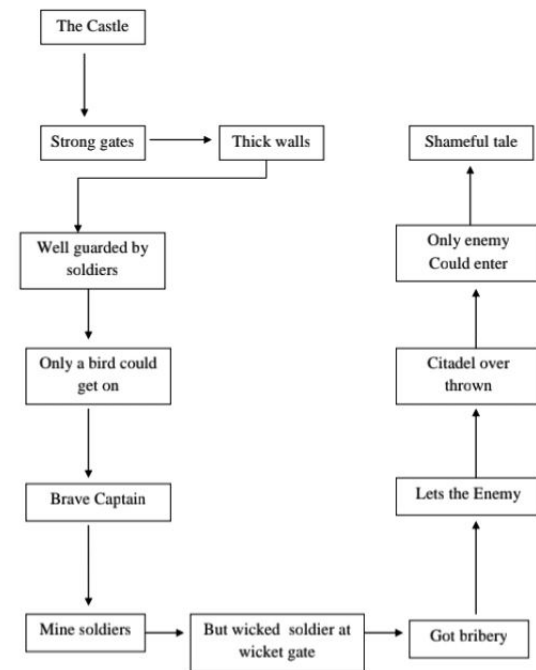 The Castle
Strong gates
Thick walls
Well guarded by
soldiers
Only a bird could
get on
Brave Captain
Mine soldiers
But wicked soldier at
wicket gate
Got bribery
Lets the Enemy
Citadel over
thrown
Only enemy
Could enter
Shameful tale